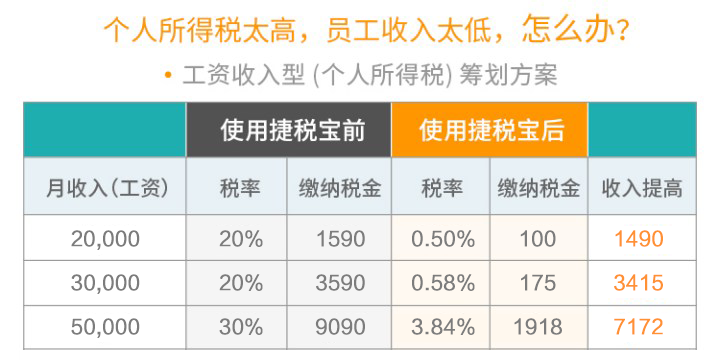 个人所得税太高，员工收入太低，怎么办？
• 工资收入型 (个人所得税) 筹划方案
使用捷税宝前 使用捷税宝后
月收入(工资) 税率 缴纳税金 税率 缴纳税金 收入提高
20,000 20% 1590 0.50% 100 1490
30,000 20% 3590 0.58% 175 3415
50,000 30% 9090 3.84% 1918 7172